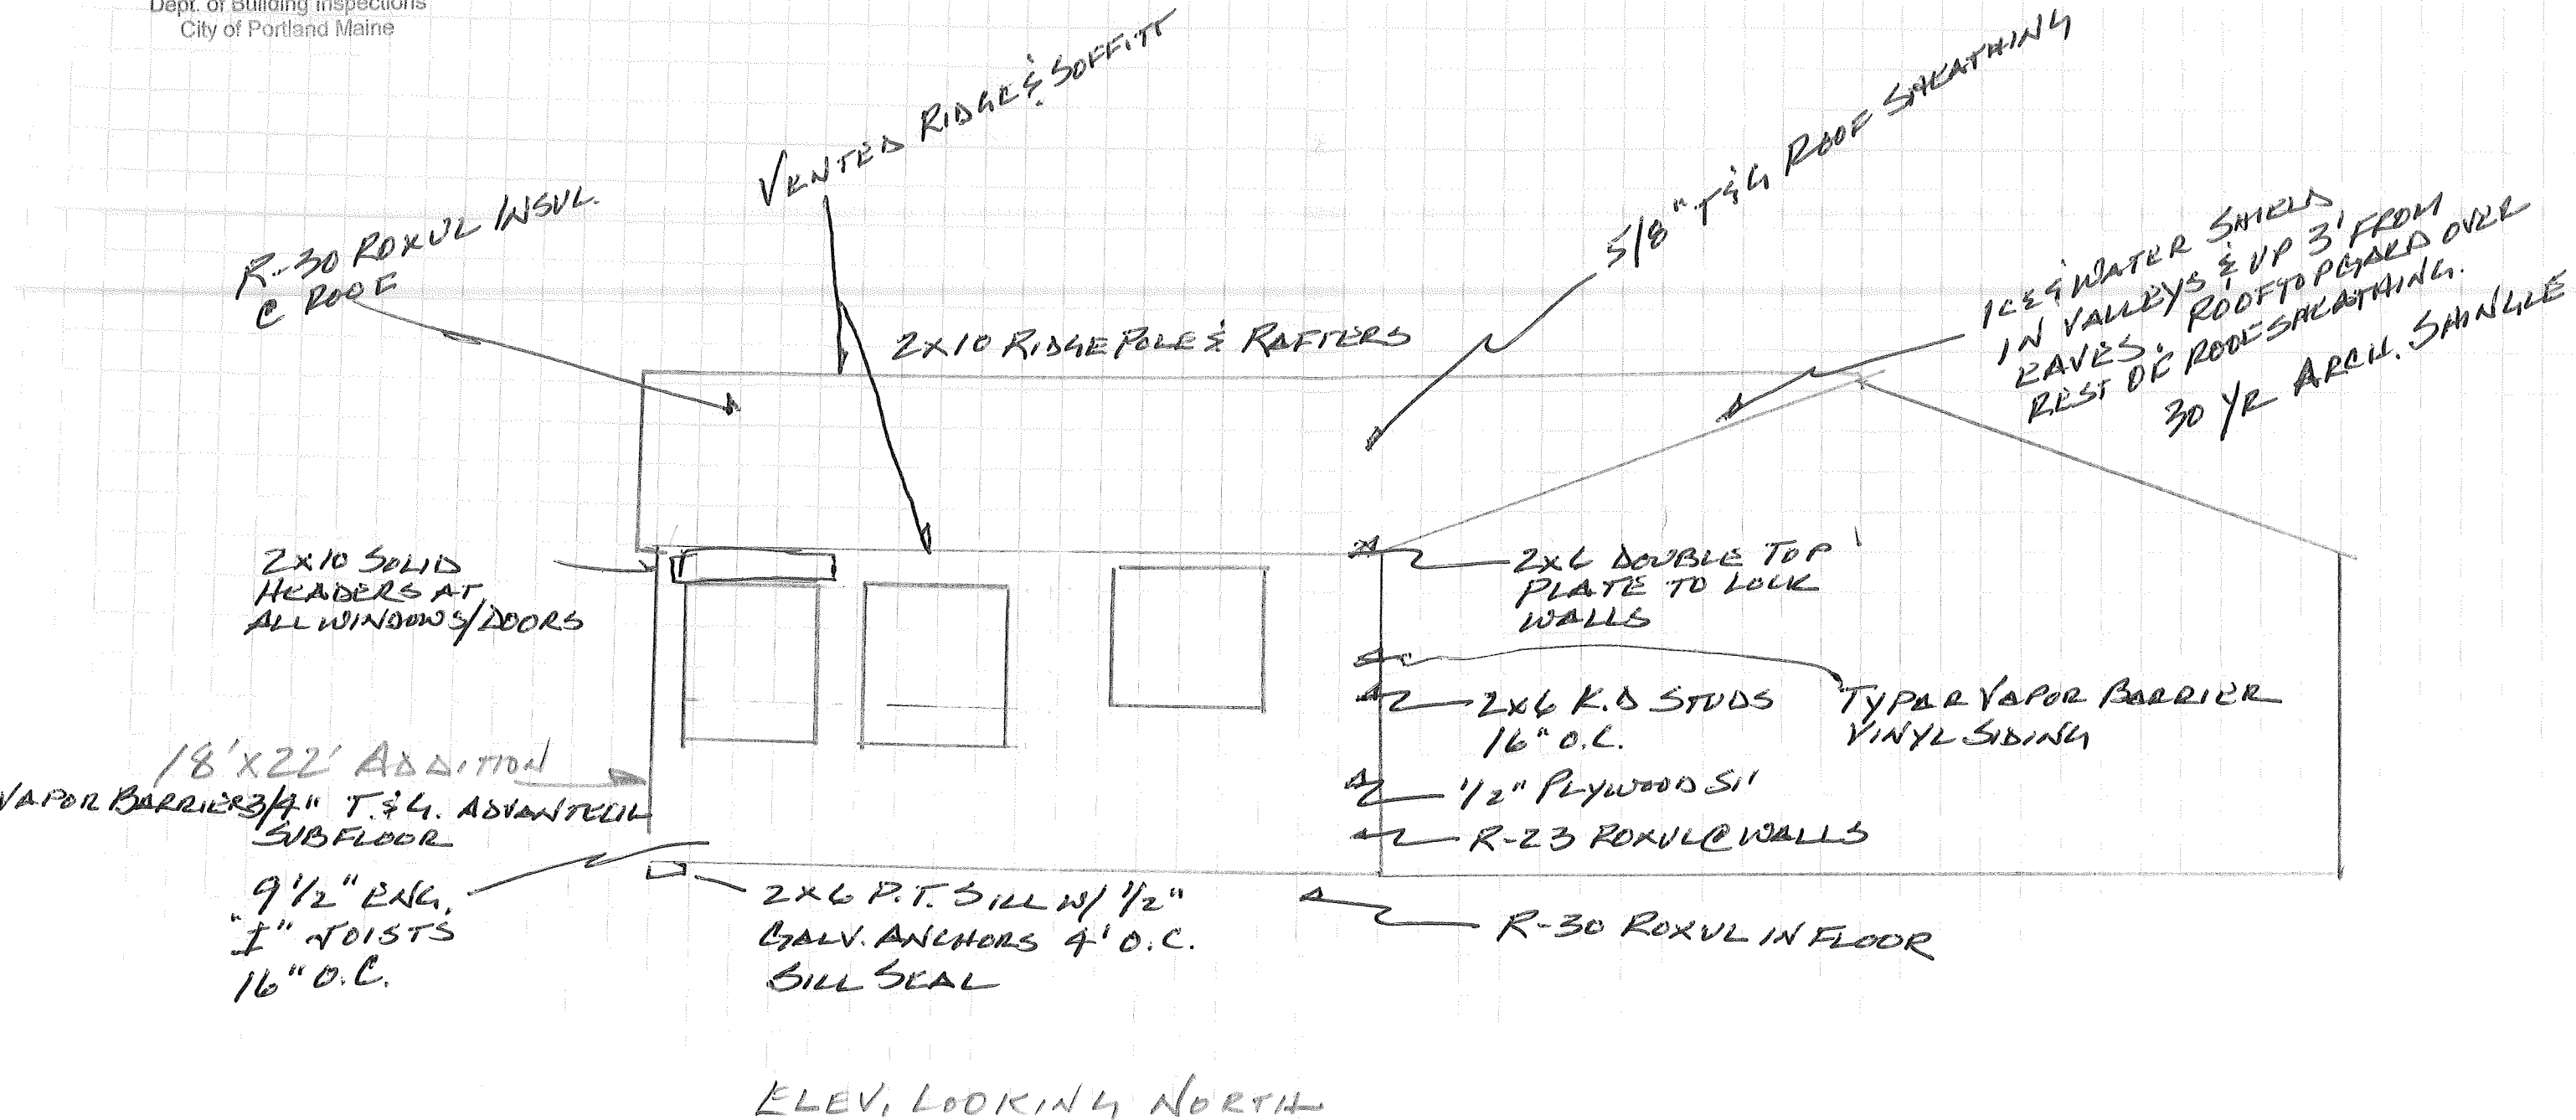 Dept. of Building Inspections
City of Portland Maine
VENTED RIDGE & SOFFITT
5/8" T&G ROOF SHEATHING
R-30 ROXUL INSUL.
@ ROOF
ICE & WATER SHIELD
IN VALLEYS & UP 3' FROM
EAVES. ROOFTOPGARD OVER
REST OF ROOF SHEATHING.
30 YR ARCH. SHINGLE
2x10 RIDGE POLE & RAFTERS
2x10 SOLID
HEADERS AT
ALL WINDOWS/DOORS
2x6 DOUBLE TOP
PLATE TO LOCK
WALLS
2x6 K.D STUDS
16" O.C.
TYPAR VAPOR BARRIER
VINYL SIDING
1/2" PLYWOOD
R-23 ROXUL @ WALLS
18' X 22' ADDITION
VAPOR BARRIER 3/4" T.&G. ADVANTECH
SUBFLOOR
9 1/2" ENG.
"I" JOISTS
16" O.C.
2x6 P.T. SILL W/ 1/2"
GALV. ANCHORS 4' O.C.
SILL SEAL
R-30 ROXUL IN FLOOR
ELEV. LOOKING NORTH